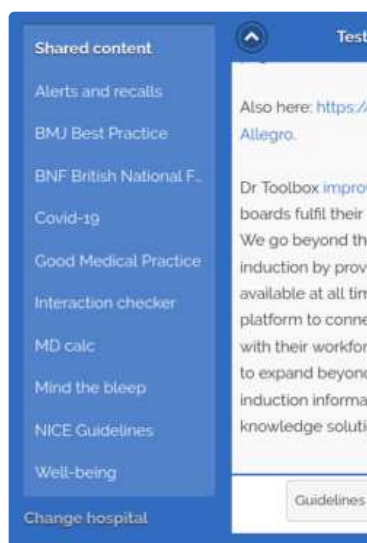 Shared content
Alerts and recalls
BMJ Best Practice
BNF British National F...
Covid-19
Good Medical Practice
Interaction checker
MD calc
Mind the bleep
NICE Guidelines
Well-being
Change hospital
Test
Also here: https:/
Allegro.
Dr Toolbox improv
boards fulfil their
We go beyond th
induction by prov
available at all tim
platform to conne
with their workfor
to expand beyond
induction informa
knowledge soluti
Guidelines